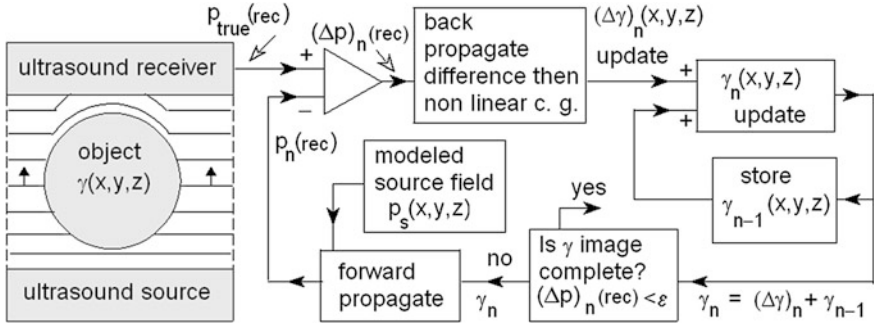 p_true(rec)
(Δp)_n(rec)
(Δγ)_n(x,y,z)
ultrasound receiver
+
−
back
propagate
difference then
non linear c. g.
update
+
+
γ_n(x,y,z)
update
object
γ(x,y,z)
p_n(rec)
modeled
source field
p_s(x,y,z)
yes
store
γ_n−1(x,y,z)
ultrasound source
forward
propagate
no
γ_n
Is γ image
complete?
(Δp)_n(rec) < ε
γ_n = (Δγ)_n + γ_n−1